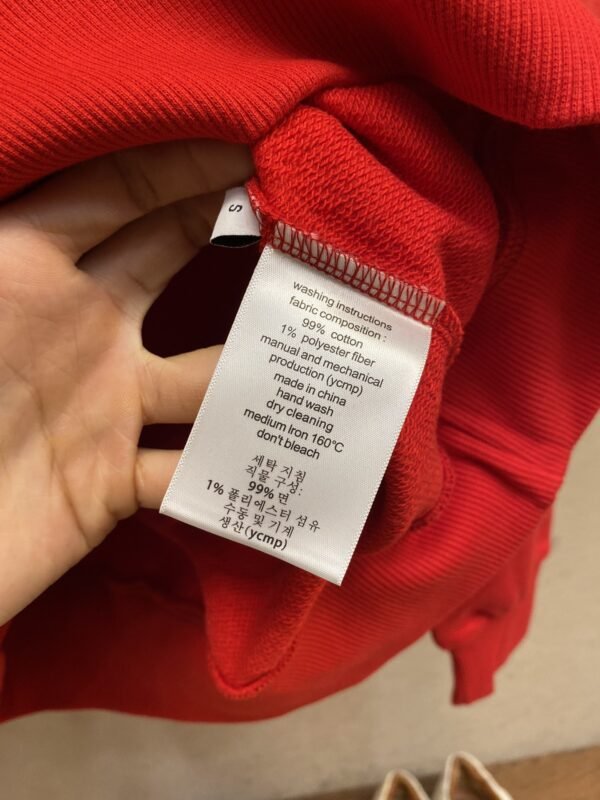 S
washing instructions
fabric composition :
99% cotton
1% polyester fiber
manual and mechanical
production (ycmp)
made in china
hand wash
dry cleaning
medium Iron 160℃
don't bleach
세탁 지침
직물 구성:
99% 면
1% 폴리에스터 섬유
수동 및 기계
생산(ycmp)